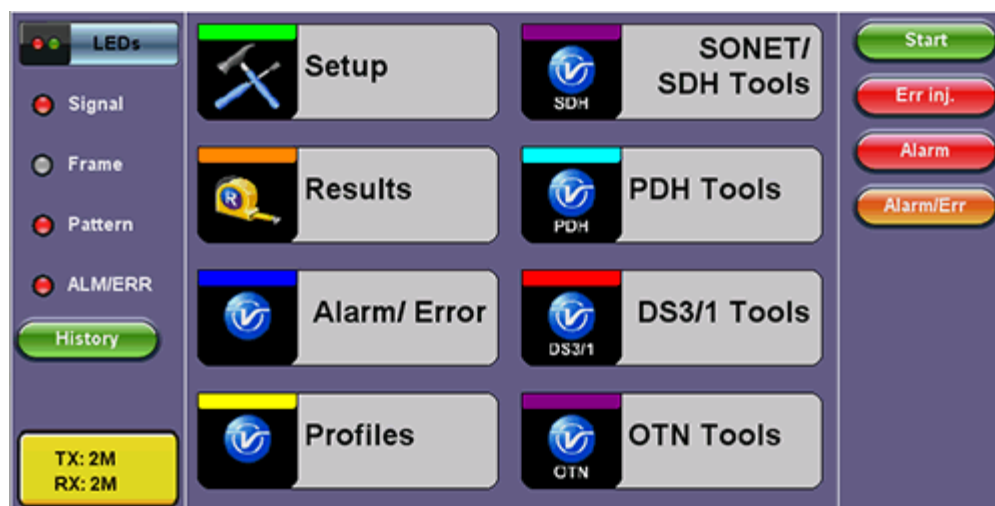 LEDs
Signal
Frame
Pattern
ALM/ERR
History
TX: 2M
RX: 2M
Setup
SONET/
SDH Tools
SDH
Results
R
PDH Tools
PDH
Alarm/ Error
DS3/1 Tools
DS3/1
Profiles
OTN Tools
OTN
Start
Err inj.
Alarm
Alarm/Err